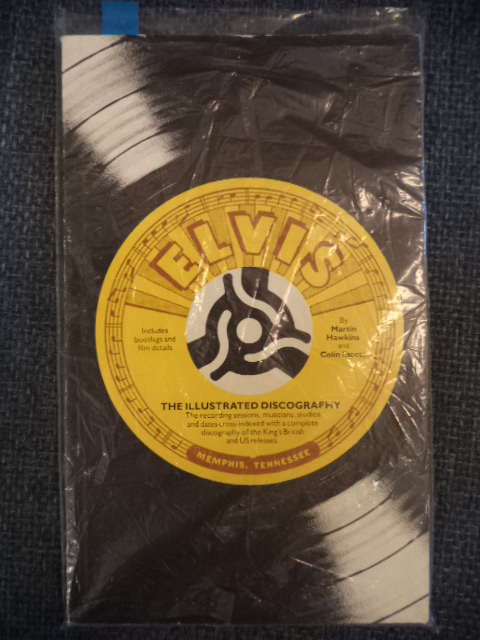 ELVIS
Includes
bootlegs and
film details
By
Martin
Hawkins
and
Colin Escott
THE ILLUSTRATED DISCOGRAPHY
The recording sessions, musicians, studios
and dates cross-indexed with a complete
discography of the King's British
and US releases.
MEMPHIS, TENNESSEE